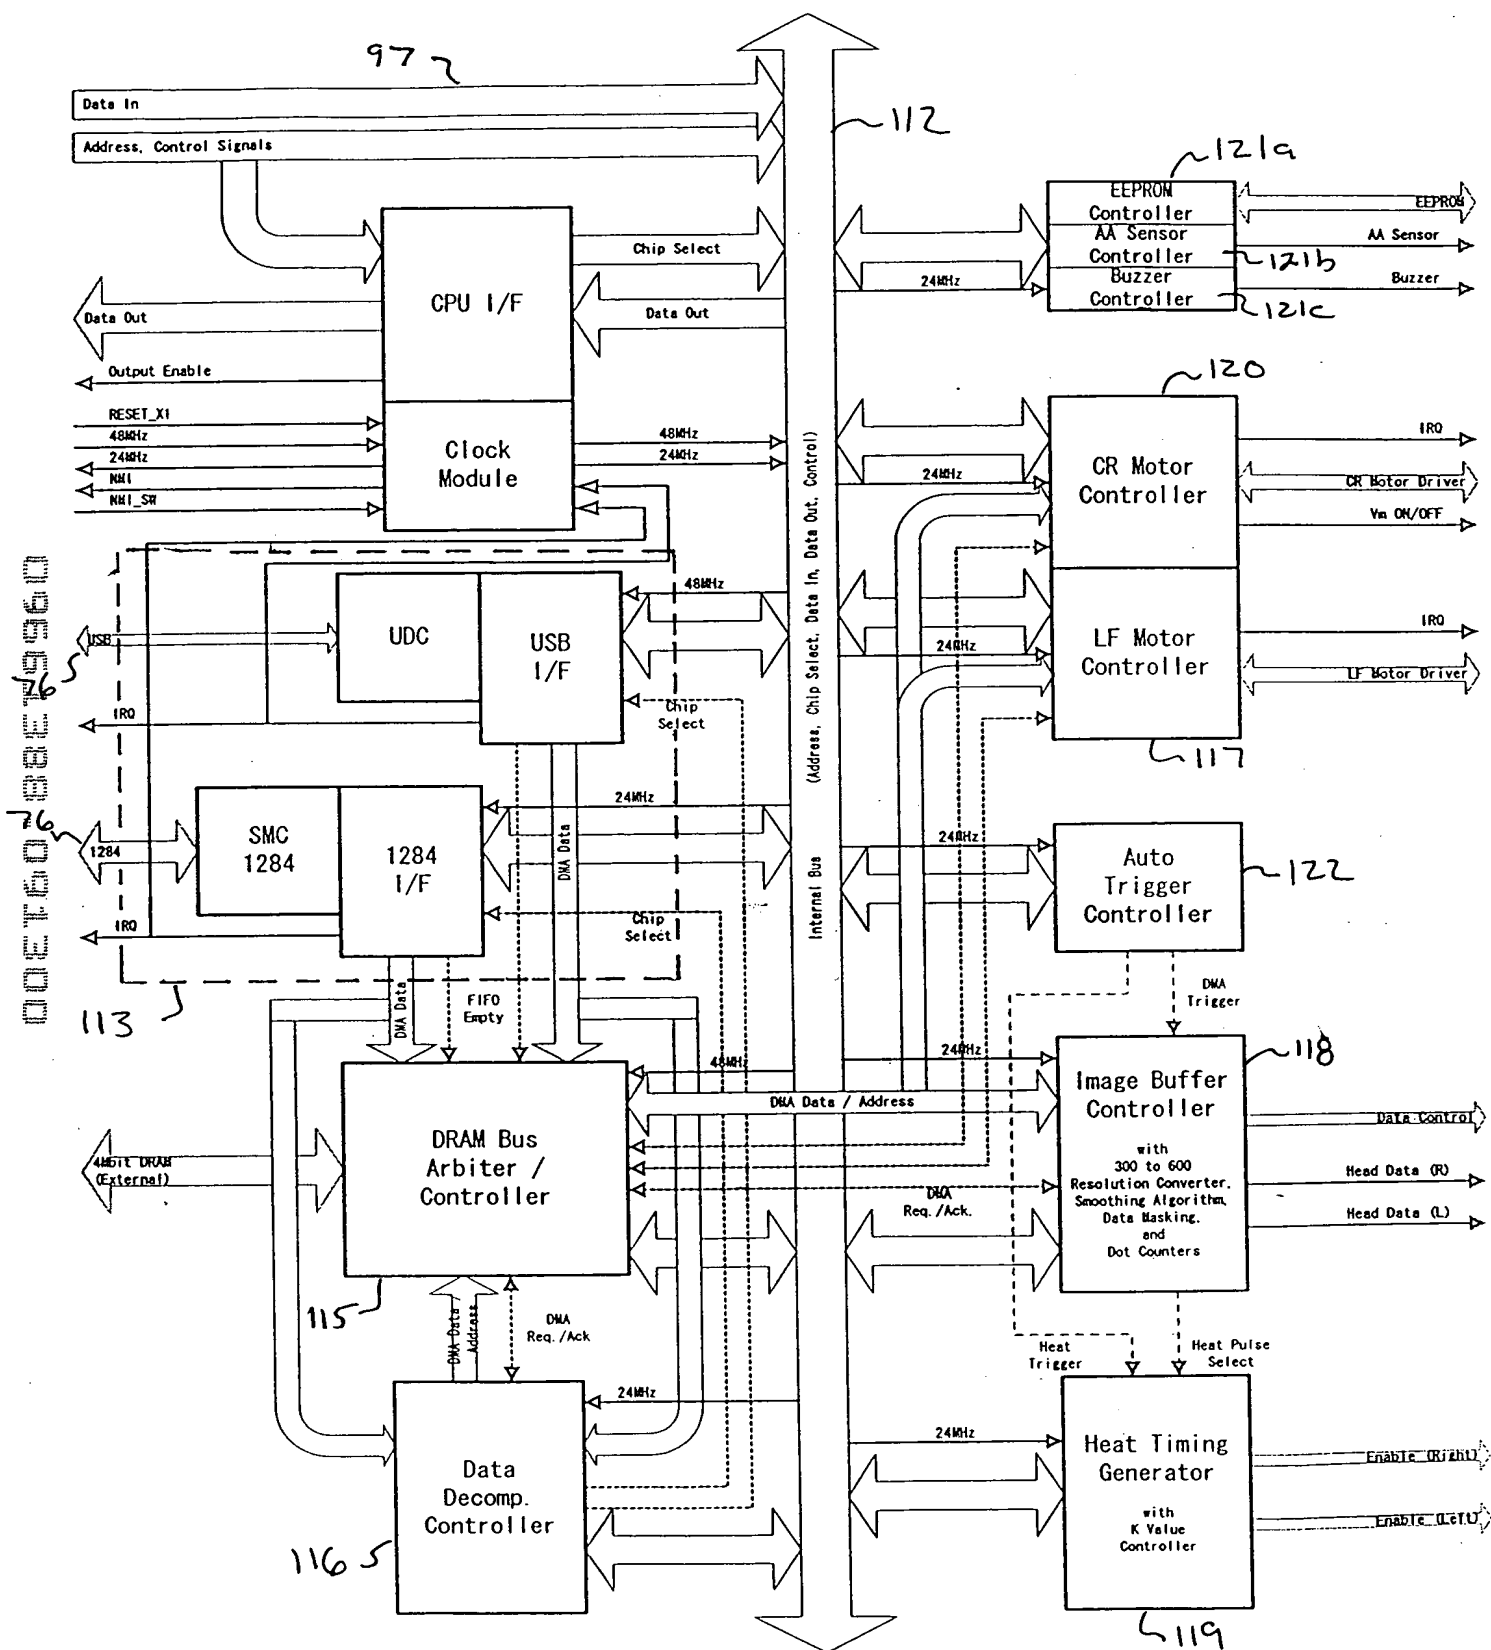 97
Data In
Address, Control Signals
112
121a
EEPROM
Controller
EEPROM
AA Sensor
Controller
AA Sensor
121b
Buzzer
Controller
Buzzer
121c
24MHz
Chip Select
CPU I/F
Data Out
Data Out
Output Enable
RESET_XI
48MHz
24MHz
NMI
NMI_SW
Clock
Module
48MHz
24MHz
120
IRQ
CR Motor
Controller
24MHz
CR Motor Driver
Vm ON/OFF
Internal Bus (Address, Chip Select, Data In, Data Out, Control)
48MHz
USB
UDC
USB
I/F
76
IRQ
Chip
Select
IRQ
LF Motor
Controller
24MHz
LF Motor Driver
117
24MHz
76
1284
SMC
1284
1284
I/F
DMA Data
IRQ
Chip
Select
24MHz
Auto
Trigger
Controller
122
113
DMA Data
FIFO
Empty
DMA
Trigger
48MHz
24MHz
118
DMA Data / Address
Image Buffer
Controller
with
300 to 600
Resolution Converter,
Smoothing Algorithm,
Data Masking,
and
Dot Counters
Data Control
Head Data (R)
Head Data (L)
4Mbit DRAM
(External)
DRAM Bus
Arbiter /
Controller
DMA
Req./Ack.
115
DMA Data /
Address
DMA
Req./Ack
Heat
Trigger
Heat Pulse
Select
24MHz
24MHz
Data
Decomp.
Controller
116
Heat Timing
Generator
with
K Value
Controller
Enable (Right)
Enable (Left)
119